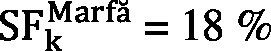 SF_k^Marfă = 18 %